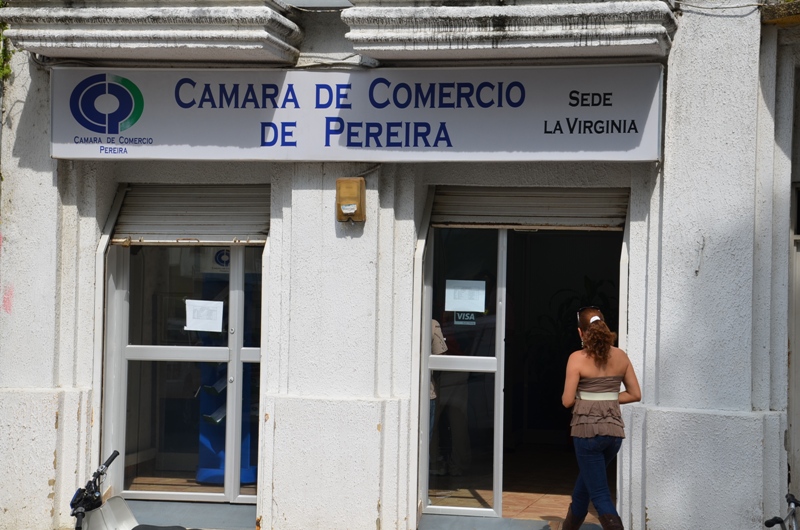 CAMARA DE COMERCIO
DE PEREIRA
SEDE
LA VIRGINIA
CAMARA DE COMERCIO
PEREIRA
VISA